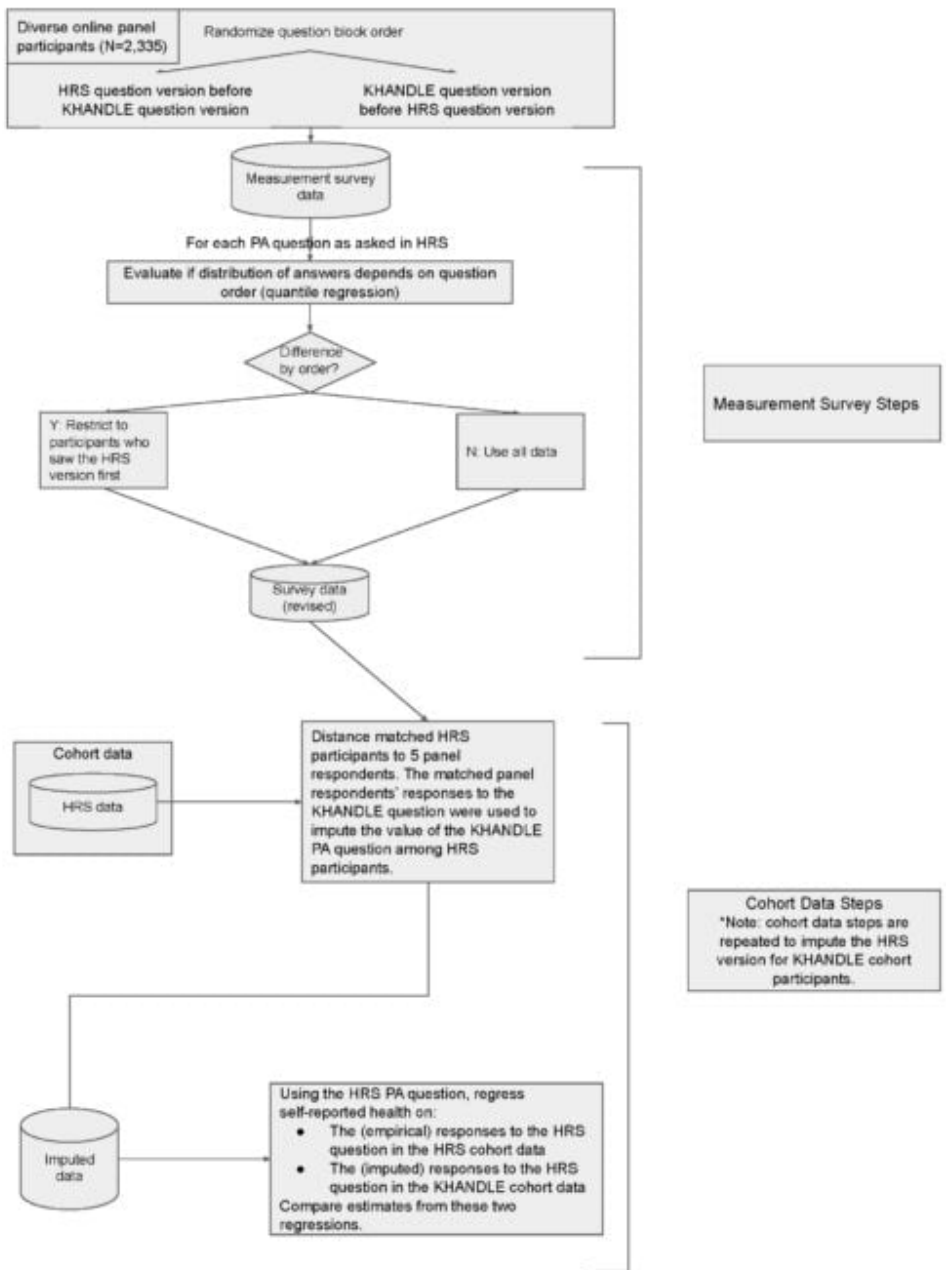 Diverse online panel
participants (N=2,335)
Randomize question block order
HRS question version before
KHANDLE question version
KHANDLE question version
before HRS question version
Measurement survey
data
For each PA question as asked in HRS
Evaluate if distribution of answers depends on question
order (quantile regression)
Difference
by order?
Y: Restrict to
participants who
saw the HRS
version first
N: Use all data
Measurement Survey Steps
Survey data
(revised)
Cohort data
HRS data
Distance matched HRS
participants to 5 panel
respondents. The matched panel
respondents' responses to the
KHANDLE question were used to
impute the value of the KHANDLE
PA question among HRS
participants.
Cohort Data Steps
*Note: cohort data steps are
repeated to impute the HRS
version for KHANDLE cohort
participants.
Imputed
data
Using the HRS PA question, regress
self-reported health on:
● The (empirical) responses to the HRS
question in the HRS cohort data
● The (imputed) responses to the HRS
question in the KHANDLE cohort data
Compare estimates from these two
regressions.